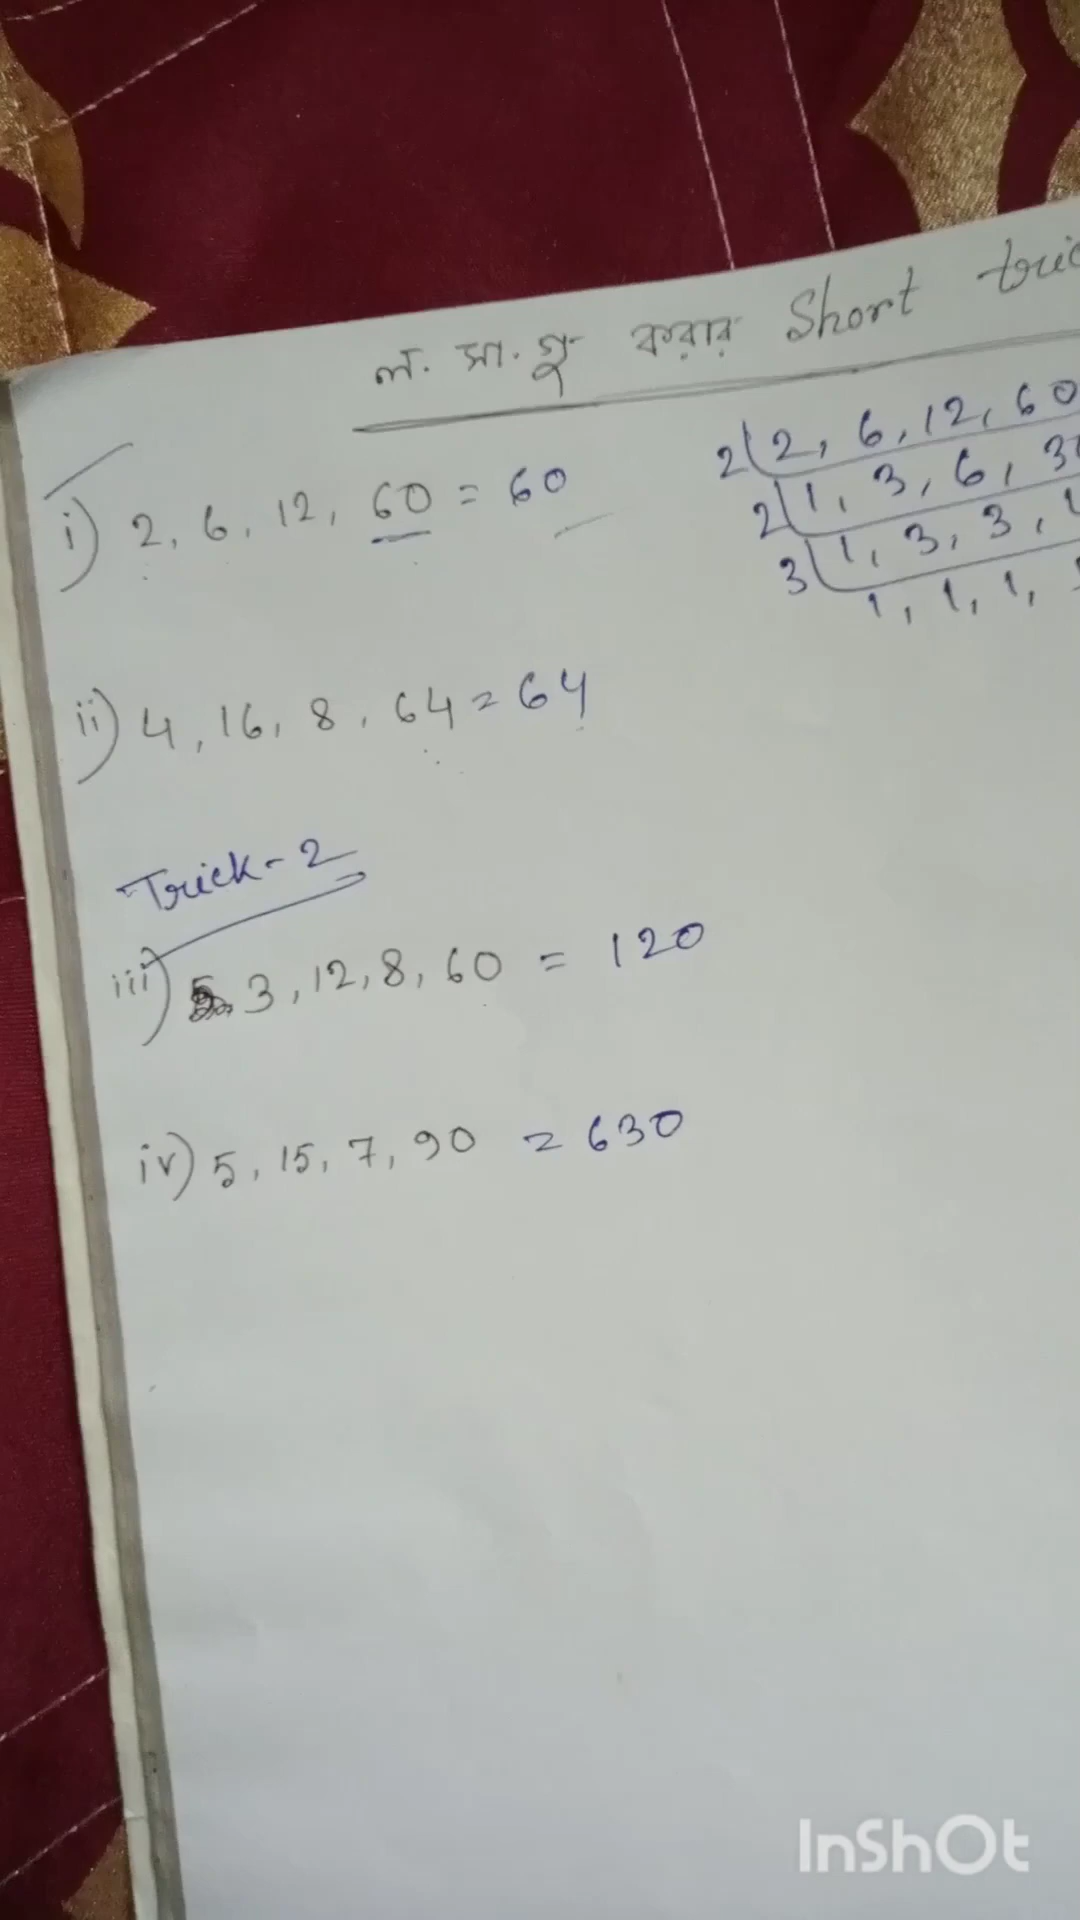 ল. সা. গু করার Short
i) 2, 6, 12, 60 = 60
2 2, 6, 12, 60
2 1, 3, 6,
3 1, 3, 3,
1, 1, 1,
ii) 4, 16, 8, 64 = 64
Trick-2
iii) 3, 12, 8, 60 = 120
iv) 5, 15, 7, 90 = 630
InShOt